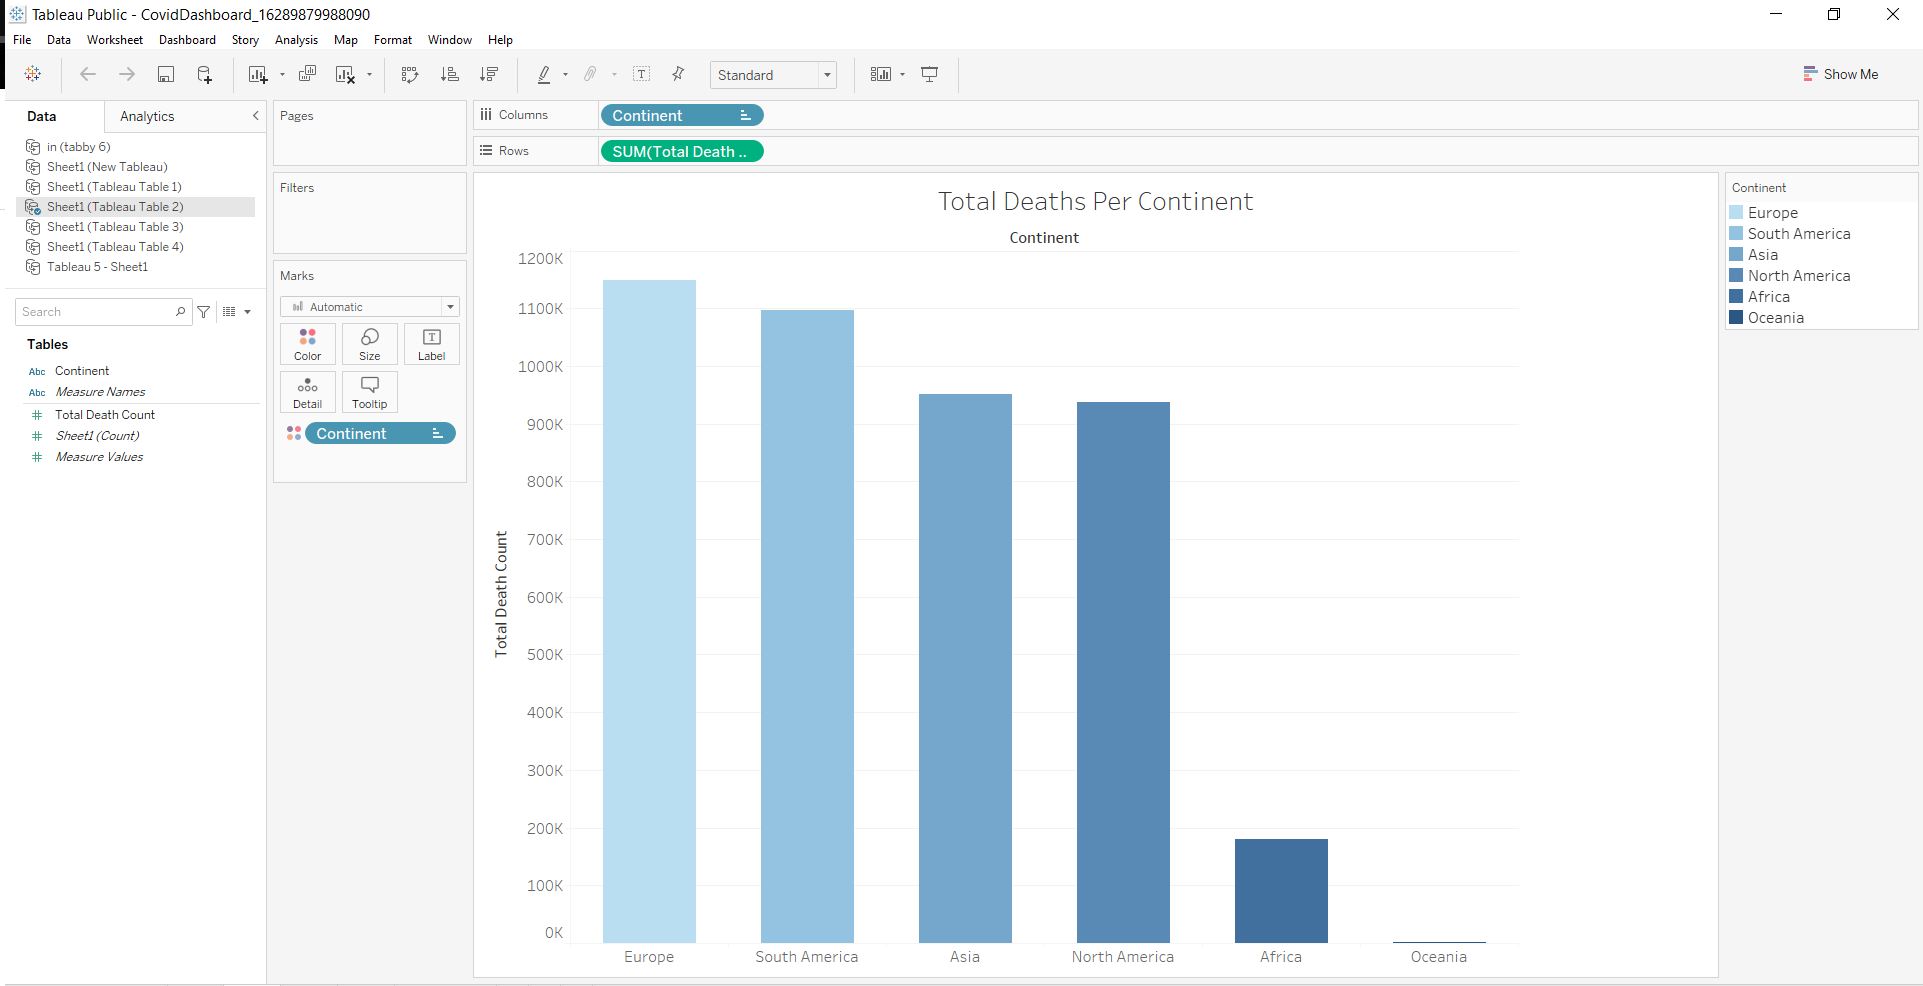 Tableau Public - CovidDashboard_16289879988090
File Data Worksheet Dashboard Story Analysis Map Format Window Help
Standard
Show Me
Data Analytics
in (tabby 6)
Sheet1 (New Tableau)
Sheet1 (Tableau Table 1)
Sheet1 (Tableau Table 2)
Sheet1 (Tableau Table 3)
Sheet1 (Tableau Table 4)
Tableau 5 - Sheet1
Search
Tables
Abc Continent
Abc Measure Names
# Total Death Count
# Sheet1 (Count)
# Measure Values
Pages
Filters
Marks
Automatic
Color Size Label
Detail Tooltip
Continent
Columns Continent
Rows SUM(Total Death ..
Total Deaths Per Continent
Continent
Total Death Count
1200K
1100K
1000K
900K
800K
700K
600K
500K
400K
300K
200K
100K
0K
Europe South America Asia North America Africa Oceania
Continent
Europe
South America
Asia
North America
Africa
Oceania